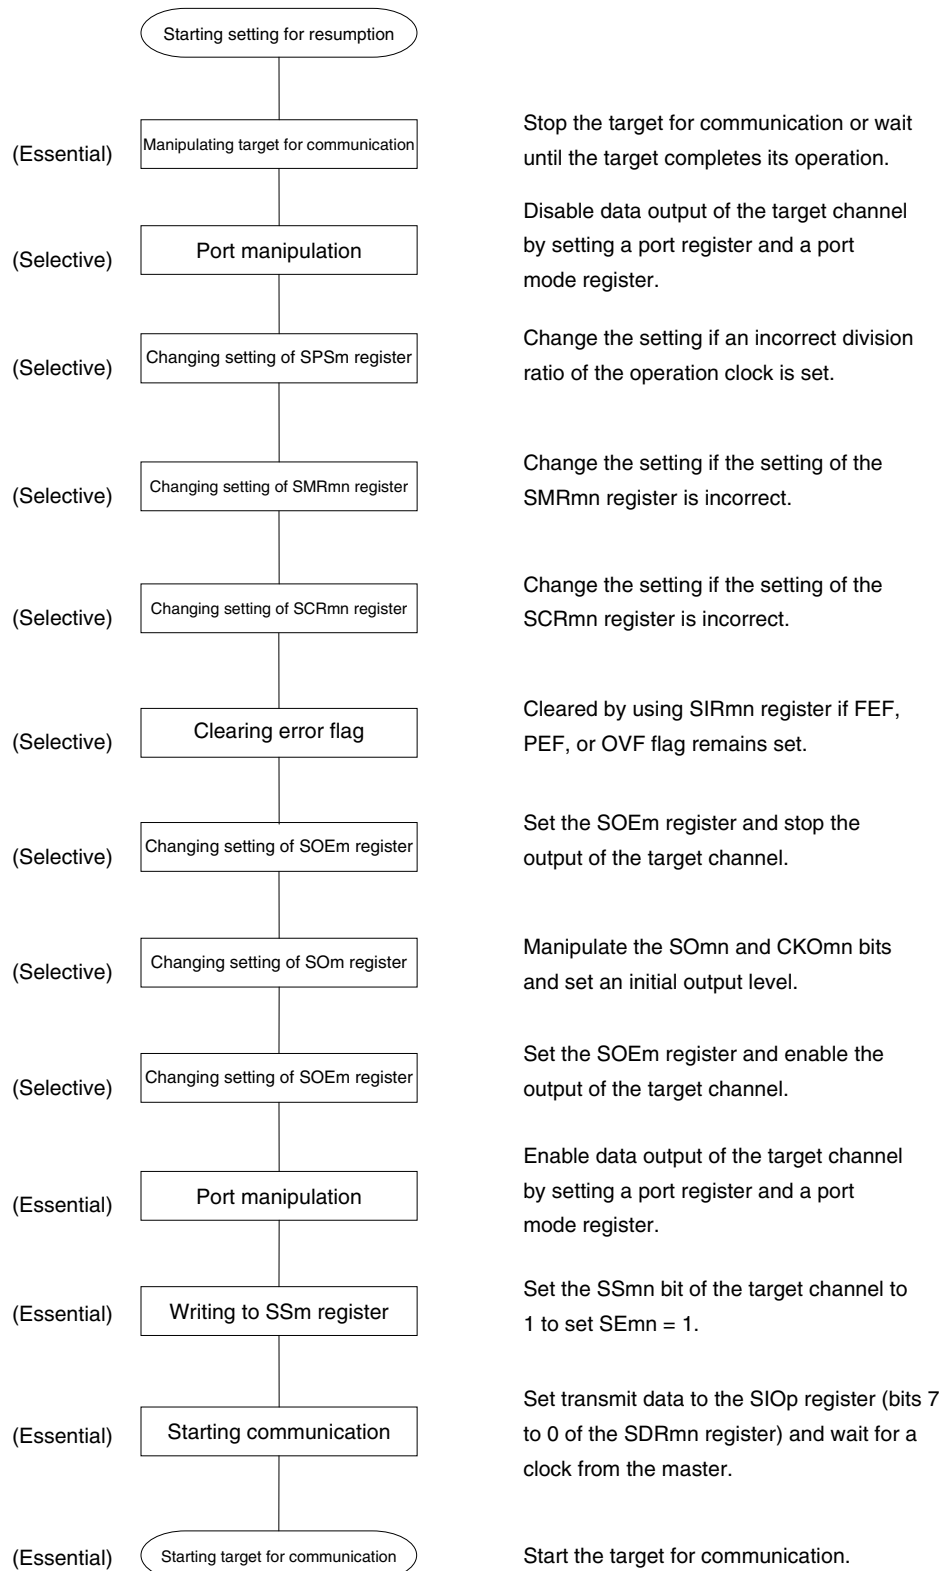 Starting setting for resumption
(Essential)
Manipulating target for communication
Stop the target for communication or wait
until the target completes its operation.
(Selective)
Port manipulation
Disable data output of the target channel
by setting a port register and a port
mode register.
(Selective)
Changing setting of SPSm register
Change the setting if an incorrect division
ratio of the operation clock is set.
(Selective)
Changing setting of SMRmn register
Change the setting if the setting of the
SMRmn register is incorrect.
(Selective)
Changing setting of SCRmn register
Change the setting if the setting of the
SCRmn register is incorrect.
(Selective)
Clearing error flag
Cleared by using SIRmn register if FEF,
PEF, or OVF flag remains set.
(Selective)
Changing setting of SOEm register
Set the SOEm register and stop the
output of the target channel.
(Selective)
Changing setting of SOm register
Manipulate the SOmn and CKOmn bits
and set an initial output level.
(Selective)
Changing setting of SOEm register
Set the SOEm register and enable the
output of the target channel.
(Essential)
Port manipulation
Enable data output of the target channel
by setting a port register and a port
mode register.
(Essential)
Writing to SSm register
Set the SSmn bit of the target channel to
1 to set SEmn = 1.
(Essential)
Starting communication
Set transmit data to the SIOp register (bits 7
to 0 of the SDRmn register) and wait for a
clock from the master.
(Essential)
Starting target for communication
Start the target for communication.